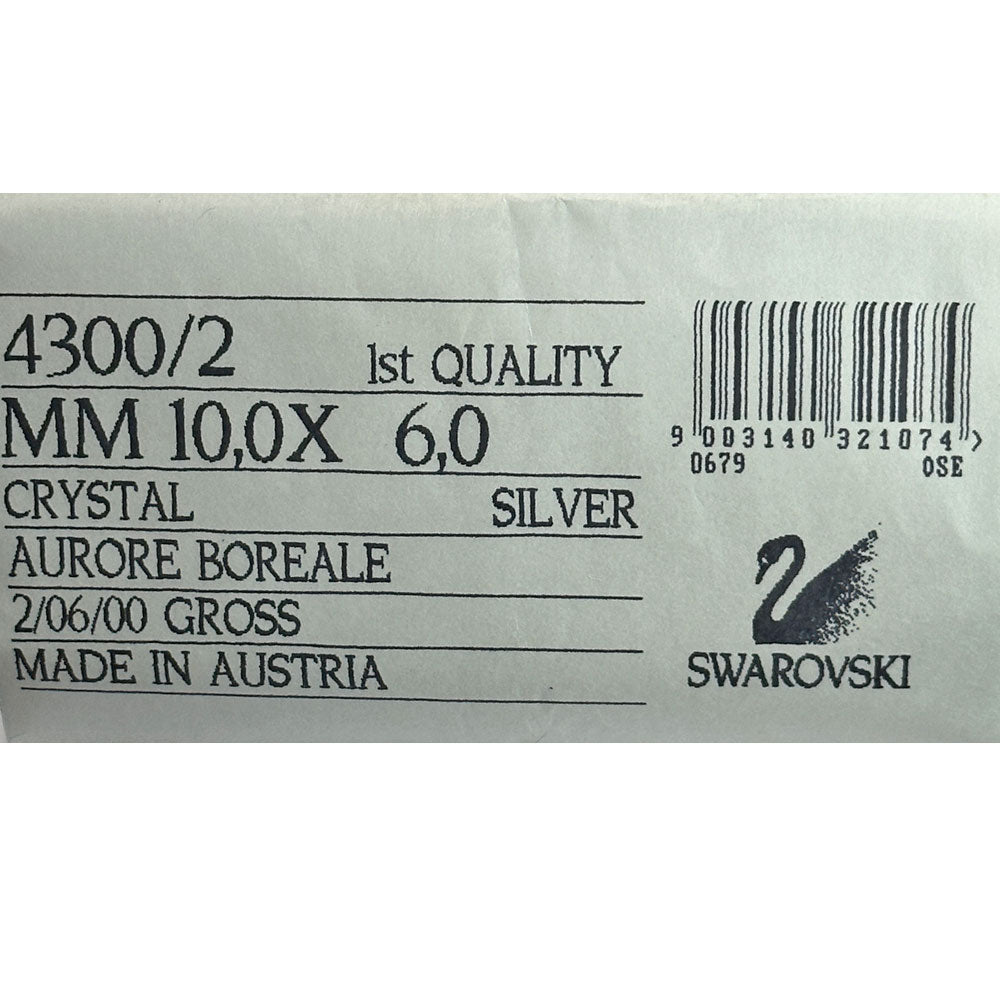 4300/2 1st QUALITY
MM 10,0X 6,0
CRYSTAL SILVER
AURORE BOREALE
2/06/00 GROSS
MADE IN AUSTRIA
9 003140 321074 >
0679 OSE
SWAROVSKI